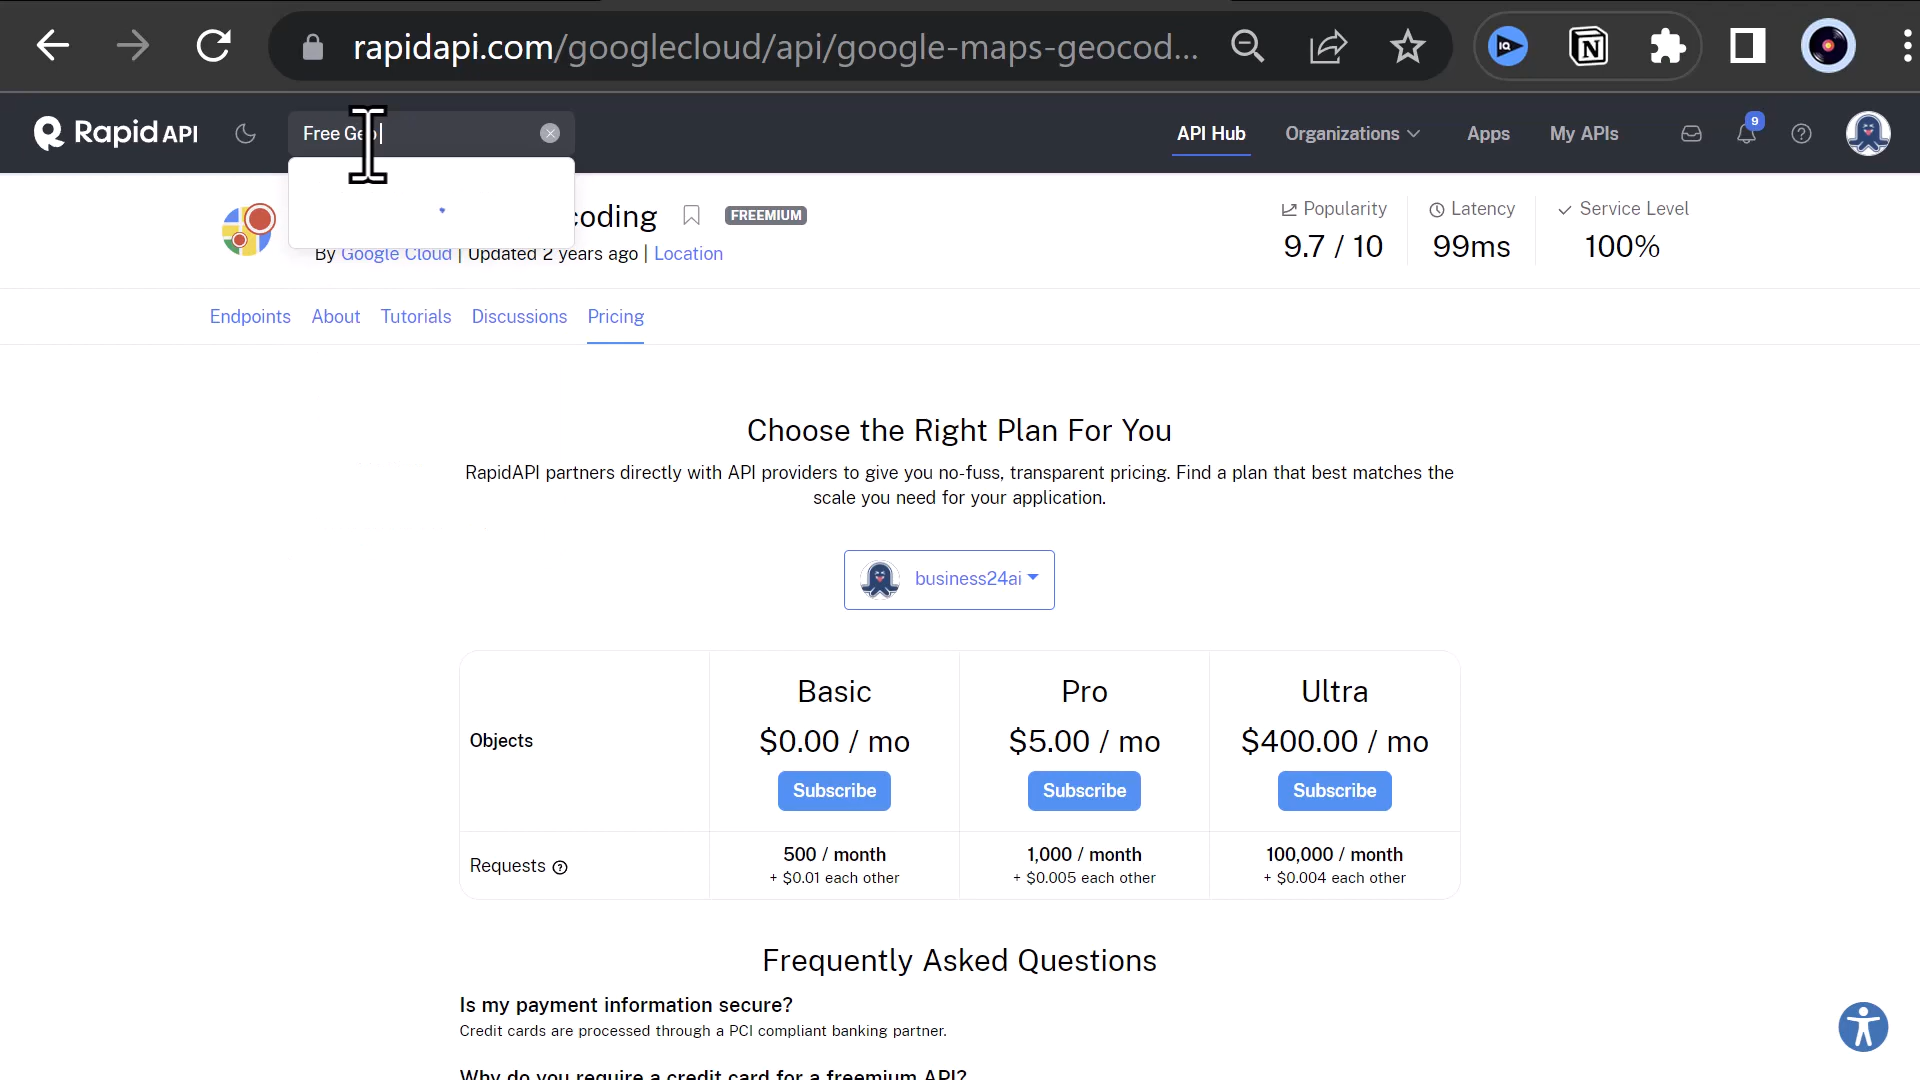 rapidapi.com/googlecloud/api/google-maps-geocod...
IQ
N
Rapid API
Free Geo
API Hub
Organizations
Apps
My APIs
9
coding
FREEMIUM
By Google Cloud | Updated 2 years ago | Location
Popularity
9.7 / 10
Latency
99ms
Service Level
100%
Endpoints
About
Tutorials
Discussions
Pricing
Choose the Right Plan For You
RapidAPI partners directly with API providers to give you no-fuss, transparent pricing. Find a plan that best matches the
scale you need for your application.
business24ai
Objects
Basic
$0.00 / mo
Subscribe
Pro
$5.00 / mo
Subscribe
Ultra
$400.00 / mo
Subscribe
Requests
500 / month
+ $0.01 each other
1,000 / month
+ $0.005 each other
100,000 / month
+ $0.004 each other
Frequently Asked Questions
Is my payment information secure?
Credit cards are processed through a PCI compliant banking partner.
Why do you require a credit card for a freemium API?